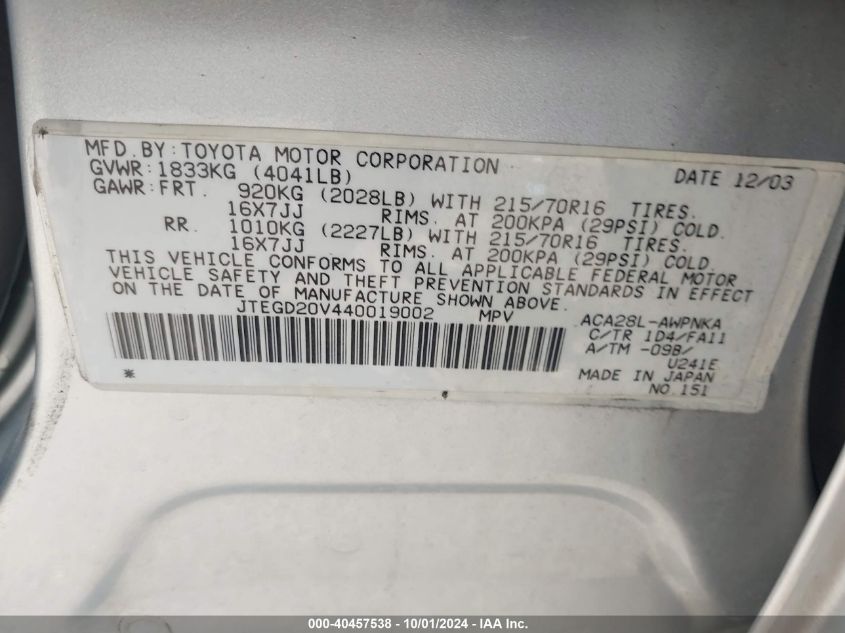 MFD. BY: TOYOTA MOTOR CORPORATION DATE 12/03
GVWR: 1833KG (4041LB)
GAWR: FRT. 920KG (2028LB) WITH 215/70R16 TIRES.
16X7JJ RIMS. AT 200KPA (29PSI) COLD.
RR. 1010KG (2227LB) WITH 215/70R16 TIRES.
16X7JJ RIMS. AT 200KPA (29PSI) COLD
THIS VEHICLE CONFORMS TO ALL APPLICABLE FEDERAL MOTOR
VEHICLE SAFETY AND THEFT PREVENTION STANDARDS IN EFFECT
ON THE DATE OF MANUFACTURE SHOWN ABOVE.
JTEGD20V440019002 MPV
ACA28L-AWPNKA
C/TR 1D4/FA11
A/TM -09B/
U241E
MADE IN JAPAN
NO 151
*
000-40457538 - 10/01/2024 - IAA Inc.